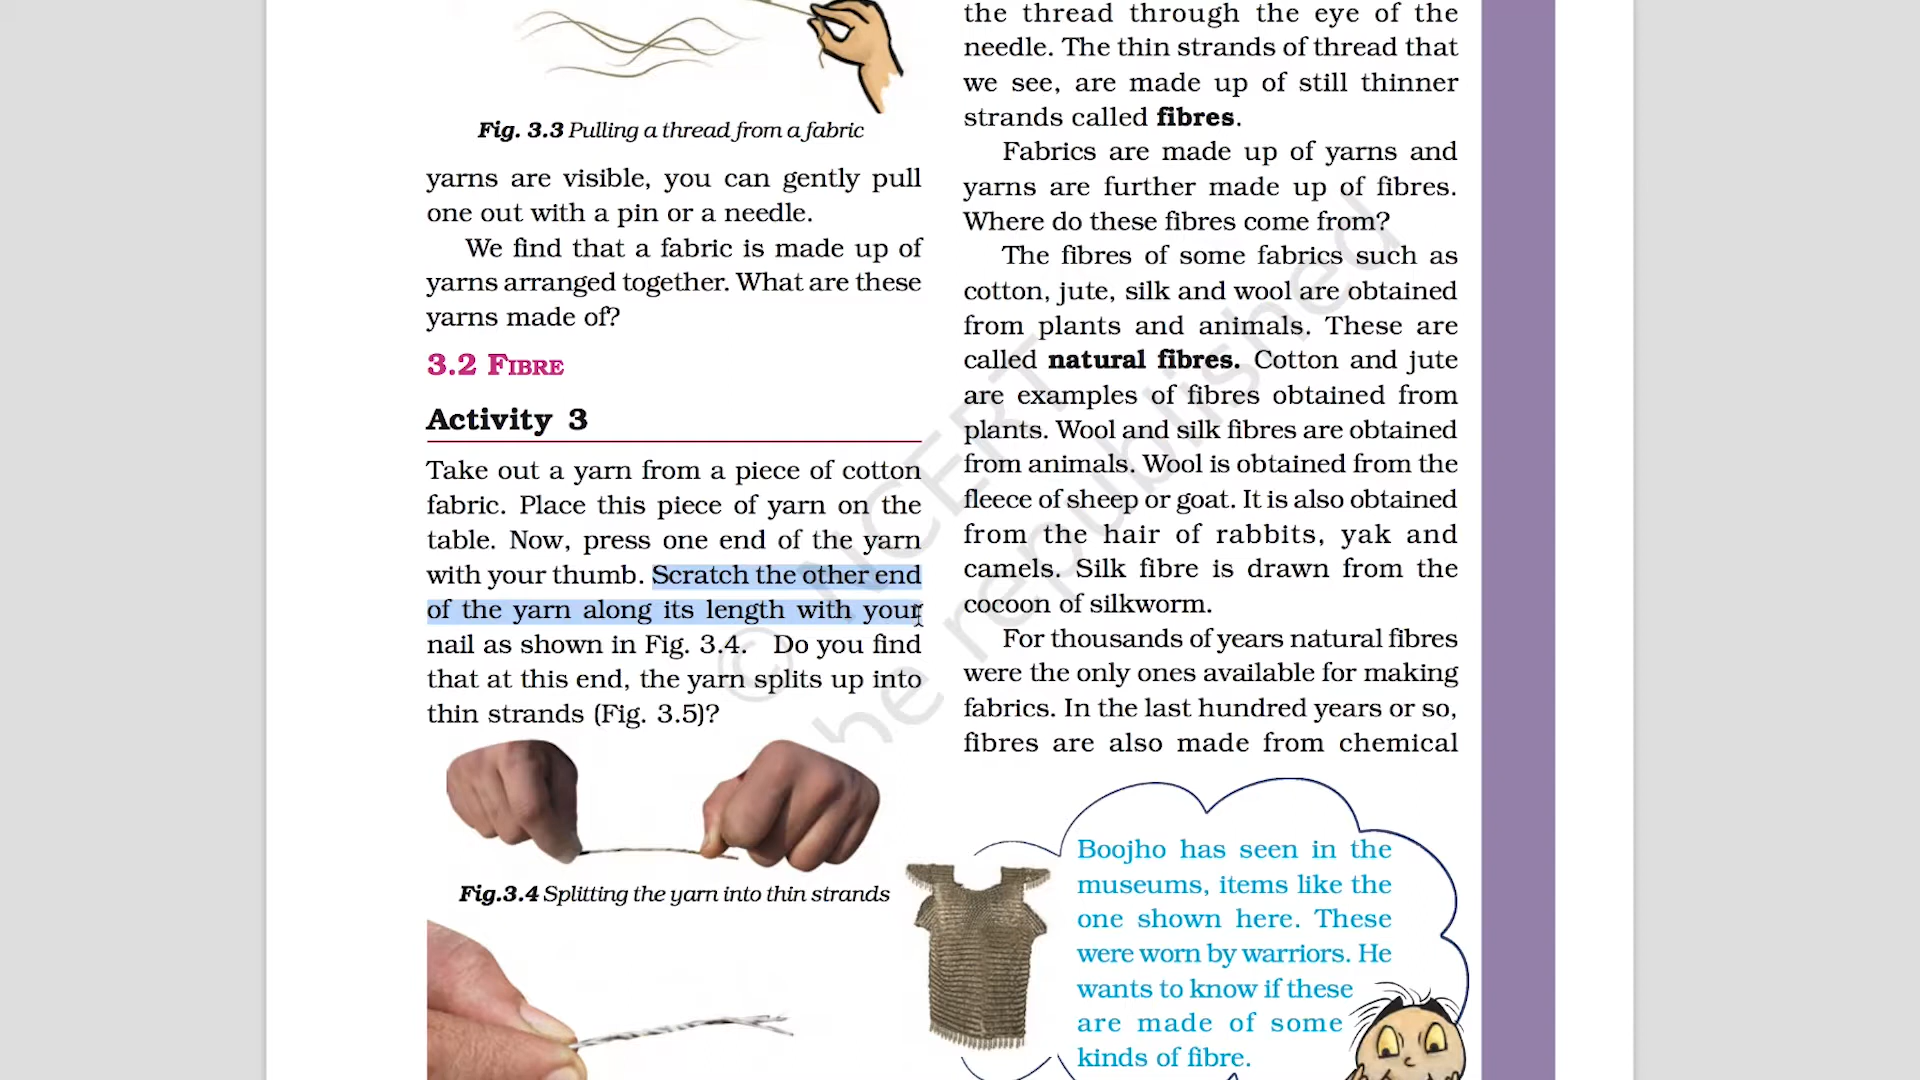 Fig. 3.3 Pulling a thread from a fabric
yarns are visible, you can gently pull
one out with a pin or a needle.
We find that a fabric is made up of
yarns arranged together. What are these
yarns made of?
3.2 FIBRE
Activity 3
Take out a yarn from a piece of cotton
fabric. Place this piece of yarn on the
table. Now, press one end of the yarn
with your thumb. Scratch the other end
of the yarn along its length with your
nail as shown in Fig. 3.4. Do you find
that at this end, the yarn splits up into
thin strands (Fig. 3.5)?
Fig.3.4 Splitting the yarn into thin strands
the thread through the eye of the
needle. The thin strands of thread that
we see, are made up of still thinner
strands called fibres.
Fabrics are made up of yarns and
yarns are further made up of fibres.
Where do these fibres come from?
The fibres of some fabrics such as
cotton, jute, silk and wool are obtained
from plants and animals. These are
called natural fibres. Cotton and jute
are examples of fibres obtained from
plants. Wool and silk fibres are obtained
from animals. Wool is obtained from the
fleece of sheep or goat. It is also obtained
from the hair of rabbits, yak and
camels. Silk fibre is drawn from the
cocoon of silkworm.
For thousands of years natural fibres
were the only ones available for making
fabrics. In the last hundred years or so,
fibres are also made from chemical
Boojho has seen in the
museums, items like the
one shown here. These
were worn by warriors. He
wants to know if these
are made of some
kinds of fibre.
© NCERT
be republished